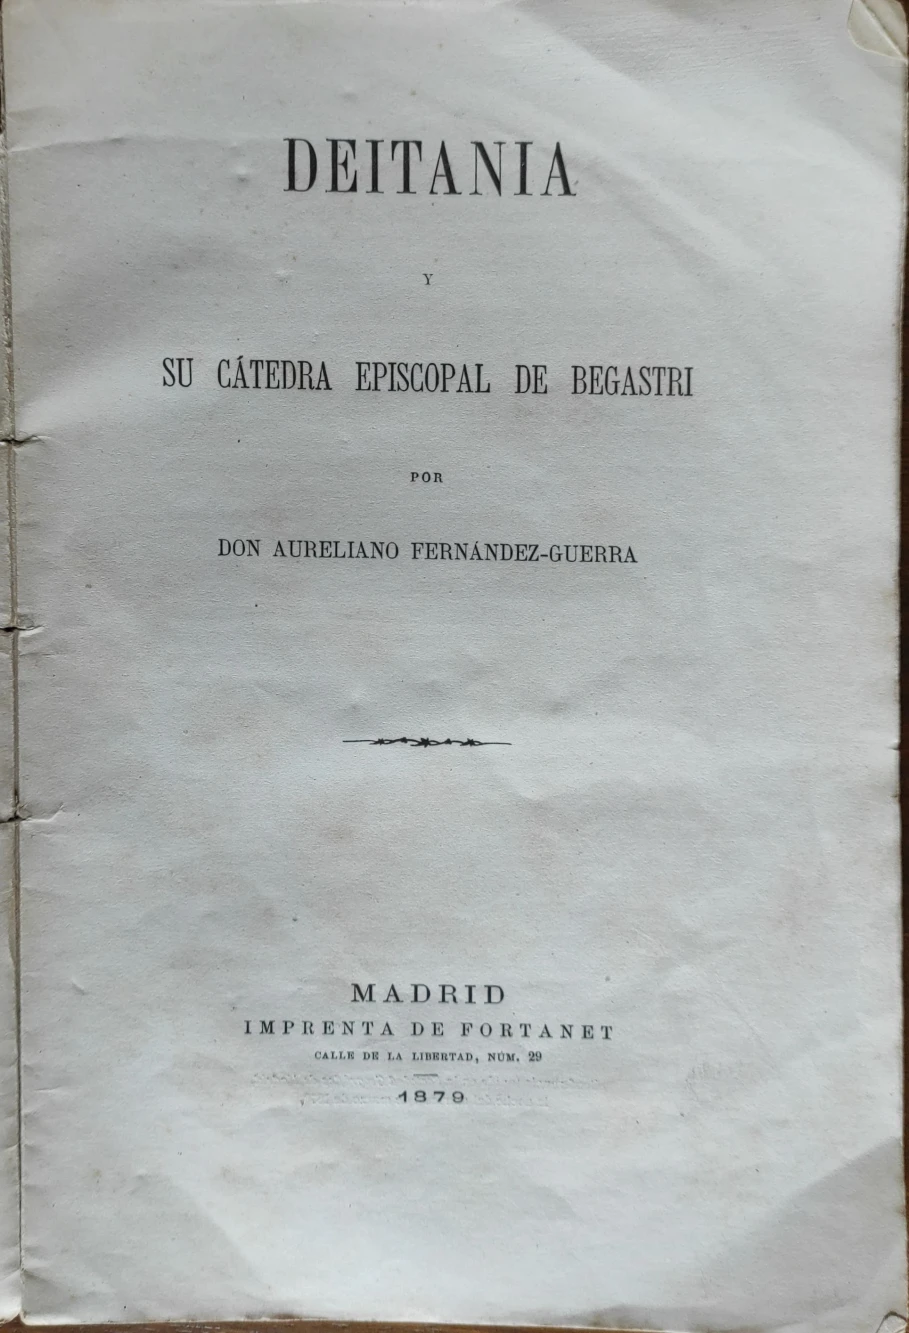 DEITANIA
Y
SU CÁTEDRA EPISCOPAL DE BEGASTRI
POR
DON AURELIANO FERNÁNDEZ-GUERRA
MADRID
IMPRENTA DE FORTANET
CALLE DE LA LIBERTAD, NÚM. 29
1879